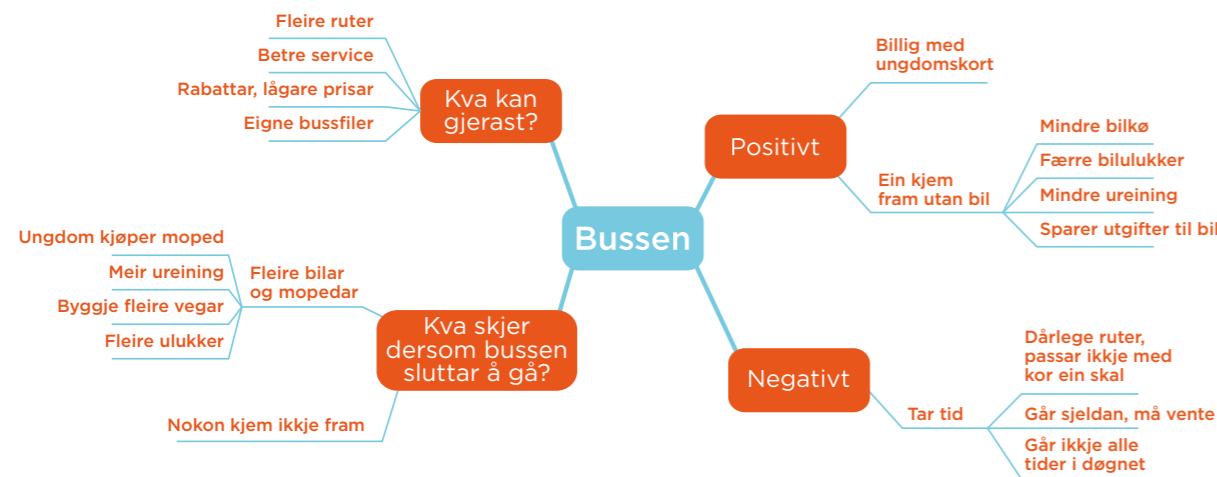 Bussen
Kva kan
gjerast?
Fleire ruter
Betre service
Rabattar, lågare prisar
Eigne bussfiler
Positivt
Billig med
ungdomskort
Ein kjem
fram utan bil
Mindre bilkø
Færre bilulukker
Mindre ureining
Sparer utgifter til bil
Kva skjer
dersom bussen
sluttar å gå?
Fleire bilar
og mopedar
Ungdom kjøper moped
Meir ureining
Byggje fleire vegar
Fleire ulukker
Nokon kjem ikkje fram
Negativt
Tar tid
Dårlege ruter,
passar ikkje med
kor ein skal
Går sjeldan, må vente
Går ikkje alle
tider i døgnet